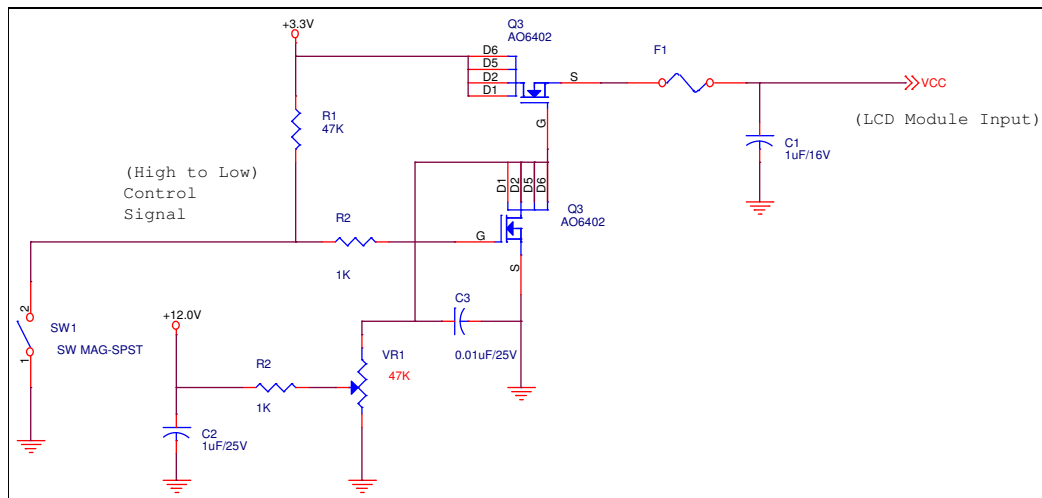 Q3
AO6402
+3.3V
D6
D5
D2
D1
S
G
F1
VCC
(LCD Module Input)
R1
47K
C1
1uF/16V
(High to Low)
Control
Signal
D1
D2
D5
D6
Q3
AO6402
R2
1K
G
S
2
1
SW1
SW MAG-SPST
+12.0V
C3
0.01uF/25V
VR1
47K
R2
1K
C2
1uF/25V